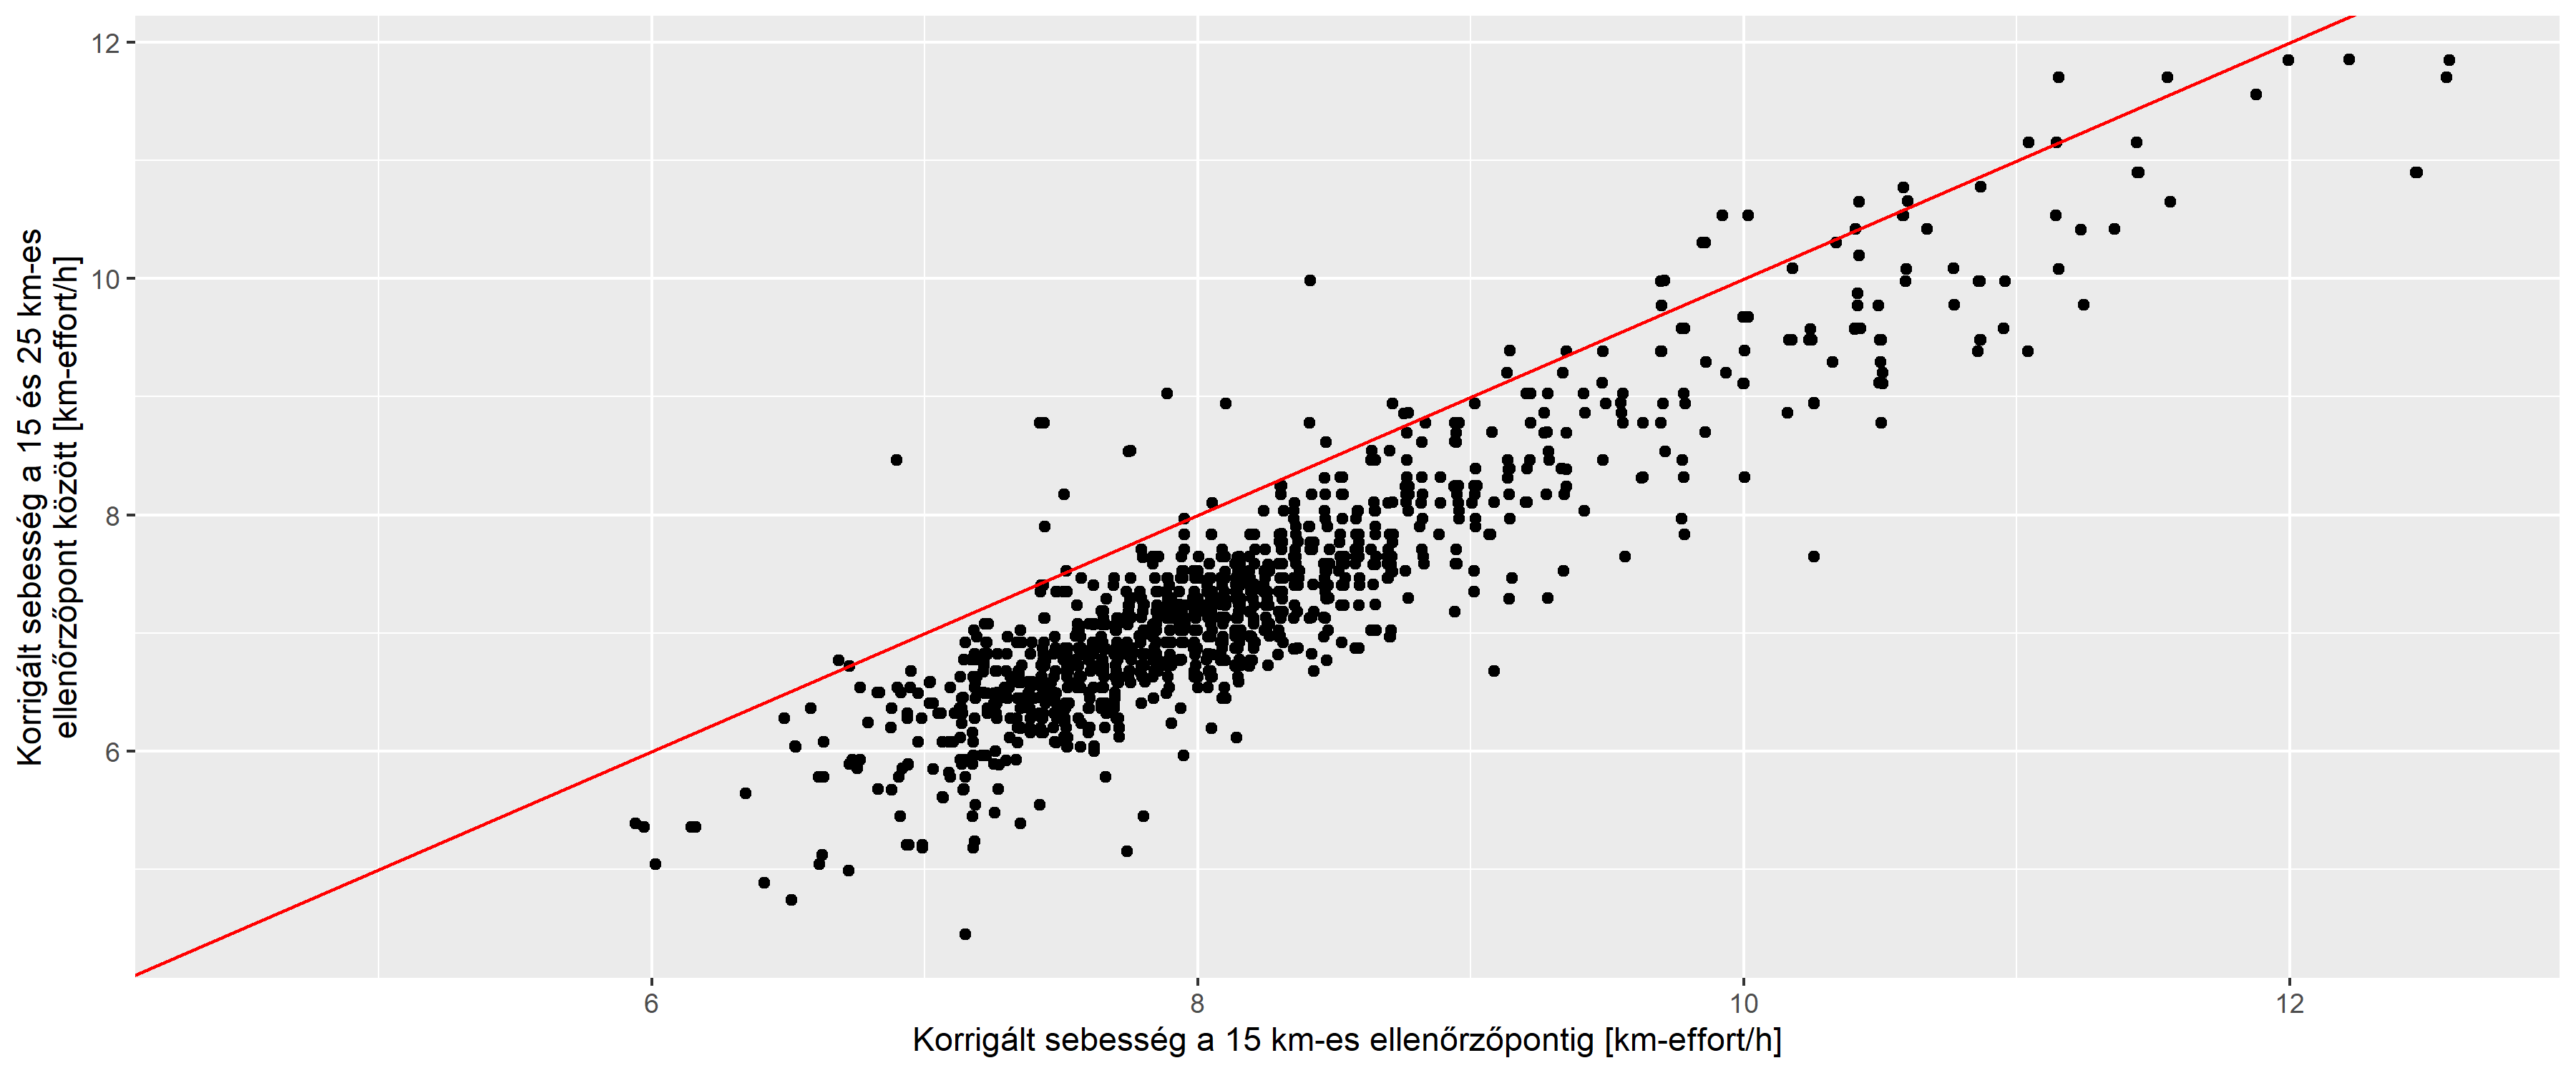 Korrigált sebesség a 15 és 25 km-es
ellenőrzőpont között [km-effort/h]
12
10
8
6
6
8
10
12
Korrigált sebesség a 15 km-es ellenőrzőpontig [km-effort/h]